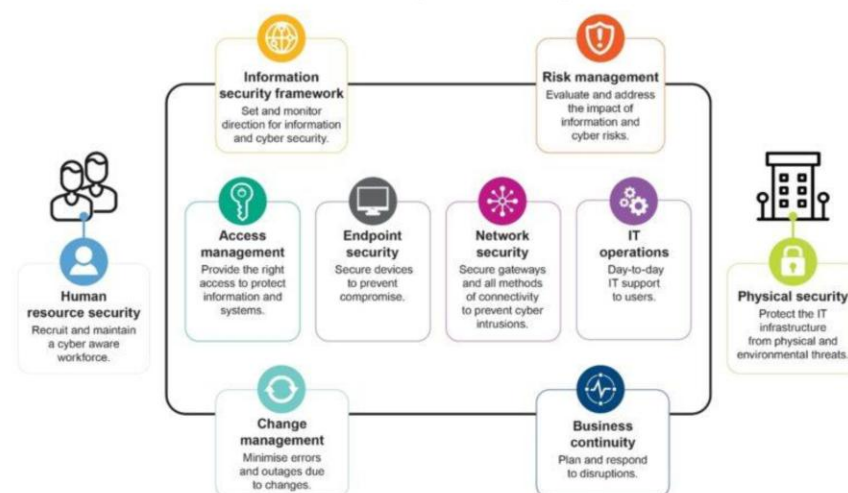 Information
security framework
Set and monitor
direction for information
and cyber security.
Risk management
Evaluate and address
the impact of
information and
cyber risks.
Human
resource security
Recruit and maintain
a cyber aware
workforce.
Access
management
Provide the right
access to protect
information and
systems.
Endpoint
security
Secure devices
to prevent
compromise.
Network
security
Secure gateways
and all methods
of connectivity
to prevent cyber
intrusions.
IT
operations
Day-to-day
IT support
to users.
Physical security
Protect the IT
infrastructure
from physical and
environmental threats.
Change
management
Minimise errors
and outages due
to changes.
Business
continuity
Plan and respond
to disruptions.